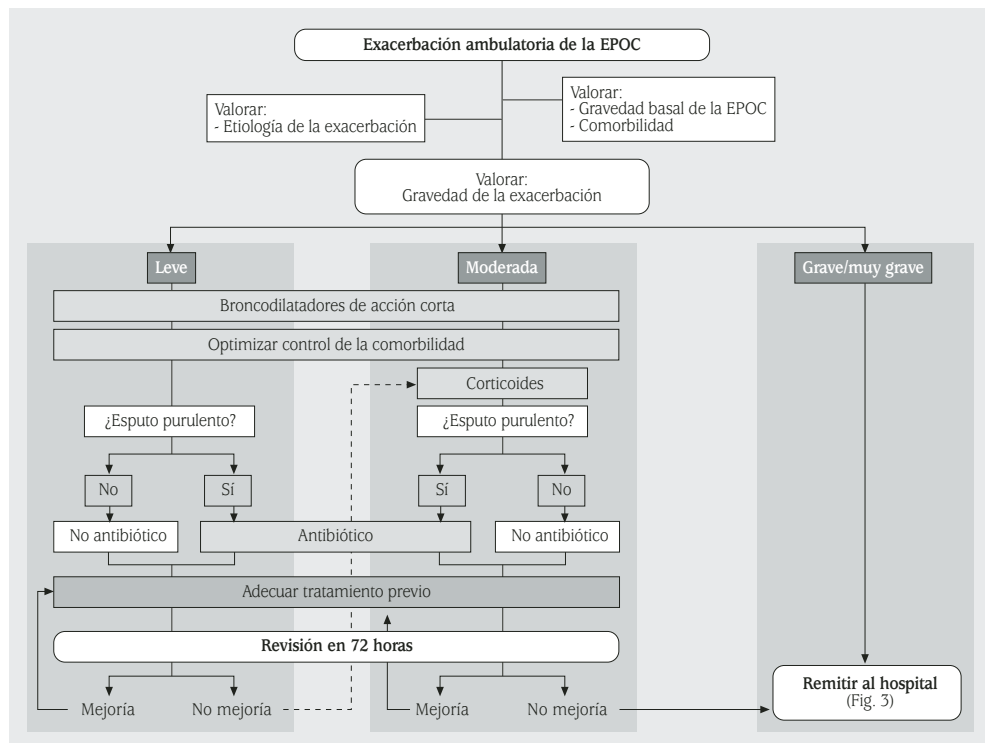 Exacerbación ambulatoria de la EPOC
Valorar:
- Etiología de la exacerbación
Valorar:
- Gravedad basal de la EPOC
- Comorbilidad
Valorar:
Gravedad de la exacerbación
Leve
Moderada
Grave/muy grave
Broncodilatadores de acción corta
Optimizar control de la comorbilidad
Corticoides
¿Esputo purulento?
¿Esputo purulento?
No
Sí
Sí
No
No antibiótico
Antibiótico
No antibiótico
Adecuar tratamiento previo
Revisión en 72 horas
Mejoría
No mejoría
Mejoría
No mejoría
Remitir al hospital
(Fig. 3)